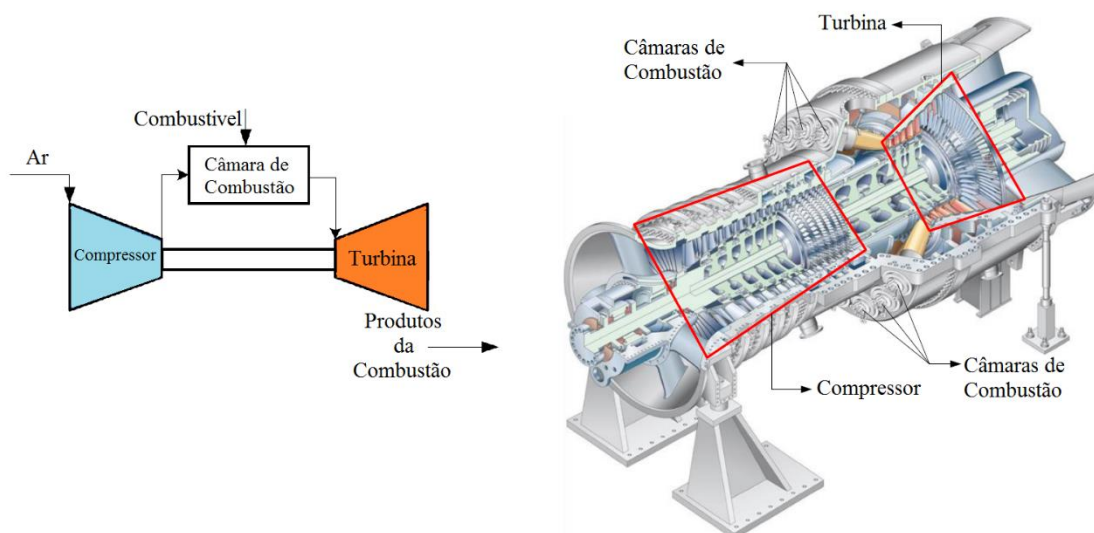 Combustivel
Ar
Câmara de
Combustão
Compressor
Turbina
Produtos
da
Combustão
Turbina
Câmaras de
Combustão
Compressor
Câmaras de
Combustão